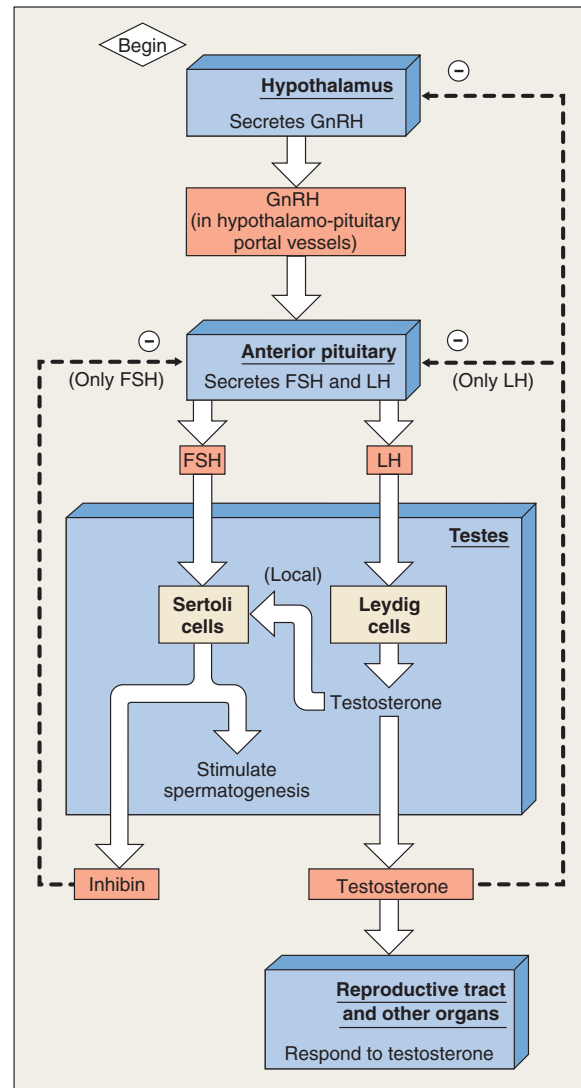 Begin
Hypothalamus
Secretes GnRH
GnRH
(in hypothalamo-pituitary
portal vessels)
Anterior pituitary
Secretes FSH and LH
(Only FSH)
(Only LH)
FSH
LH
Testes
(Local)
Sertoli
cells
Leydig
cells
Testosterone
Stimulate
spermatogenesis
Inhibin
Testosterone
Reproductive tract
and other organs
Respond to testosterone